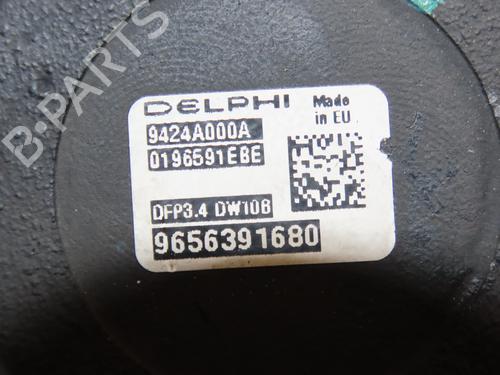 B-PARTS
DELPHI
Made
in EU
9424A000A
0196591EBE
DFP3.4 DW10B
9656391680